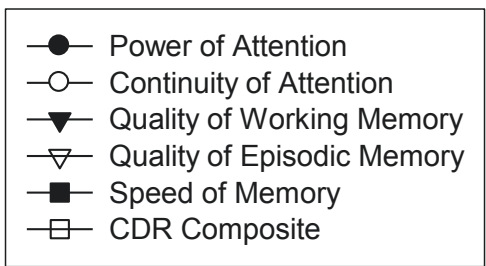 Power of Attention
Continuity of Attention
Quality of Working Memory
Quality of Episodic Memory
Speed of Memory
CDR Composite